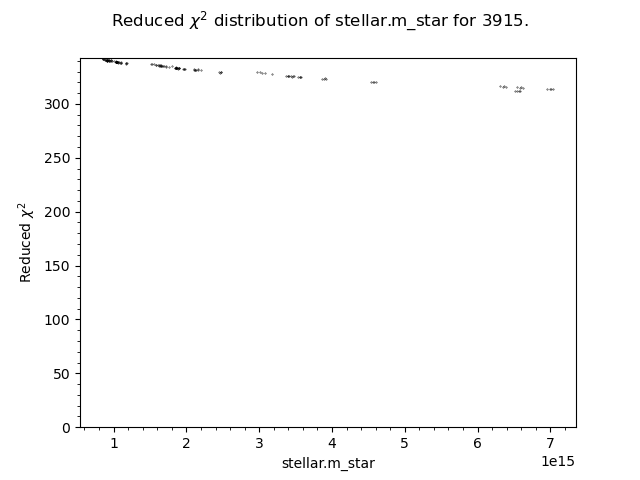 Reduced χ² distribution of stellar.m_star for 3915.
300
250
200
150
100
50
0
Reduced χ²
1 2 3 4 5 6 7
1e15
stellar.m_star